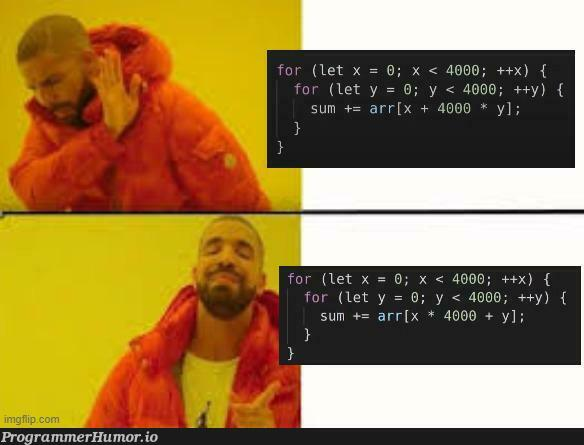 for (let x = 0; x < 4000; ++x) {
for (let y = 0; y < 4000; ++y) {
sum += arr[x + 4000 * y];
}
}
for (let x = 0; x < 4000; ++x) {
for (let y = 0; y < 4000; ++y) {
sum += arr[x * 4000 + y];
}
}
imgflip.com
ProgrammerHumor.io